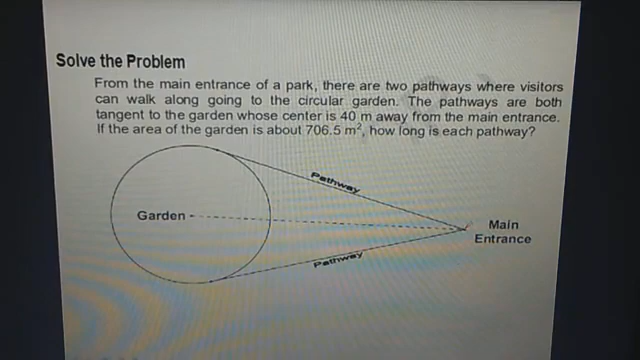 Solve the Problem
From the main entrance of a park, there are two pathways where visitors
can walk along going to the circular garden. The pathways are both
tangent to the garden whose center is 40 m away from the main entrance.
If the area of the garden is about 706.5 m², how long is each pathway?
Pathway
Garden
Main
Entrance
Pathway